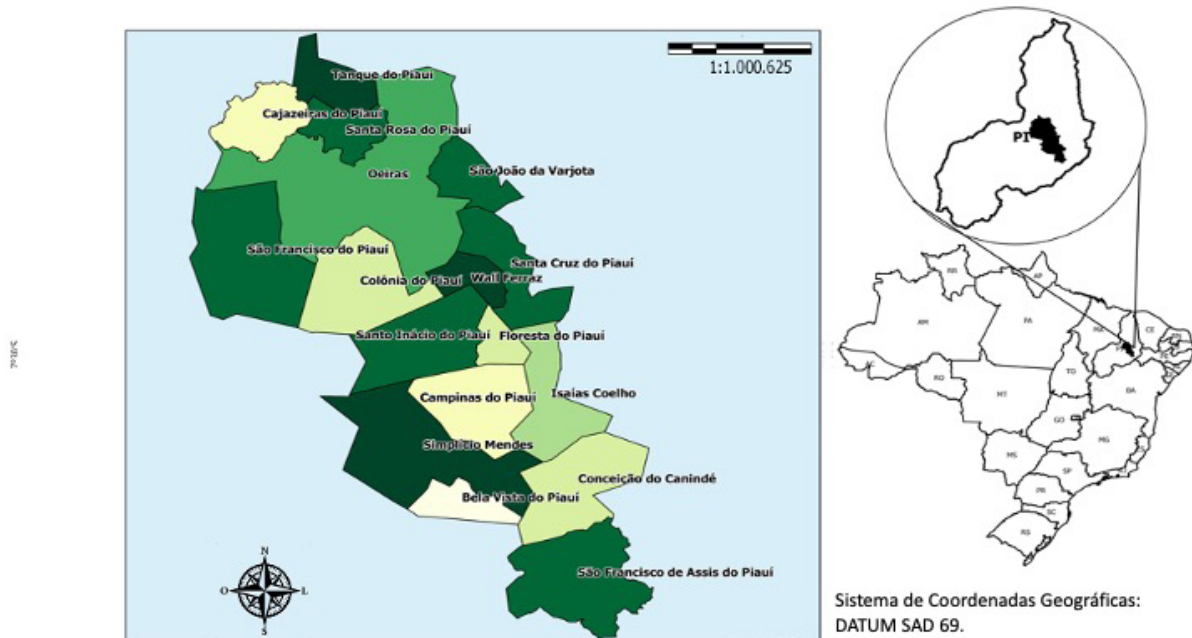 1:1.000.625
Tanque do Piauí
Cajazeiras do Piauí
Santa Rosa do Piauí
Oeiras
São João da Varjota
São Francisco do Piauí
Santa Cruz do Piauí
Colônia do Piauí
Wall Ferraz
Santo Inácio do Piauí
Floresta do Piauí
Isaías Coelho
Campinas do Piauí
Simplício Mendes
Conceição do Canindé
Bela Vista do Piauí
São Francisco de Assis do Piauí
N
O
L
S
PI
RR
AP
AM
PA
MA
CE
AC
RO
TO
MT
BA
GO
MG
MS
SP
PR
SC
RS
Sistema de Coordenadas Geográficas:
DATUM SAD 69.